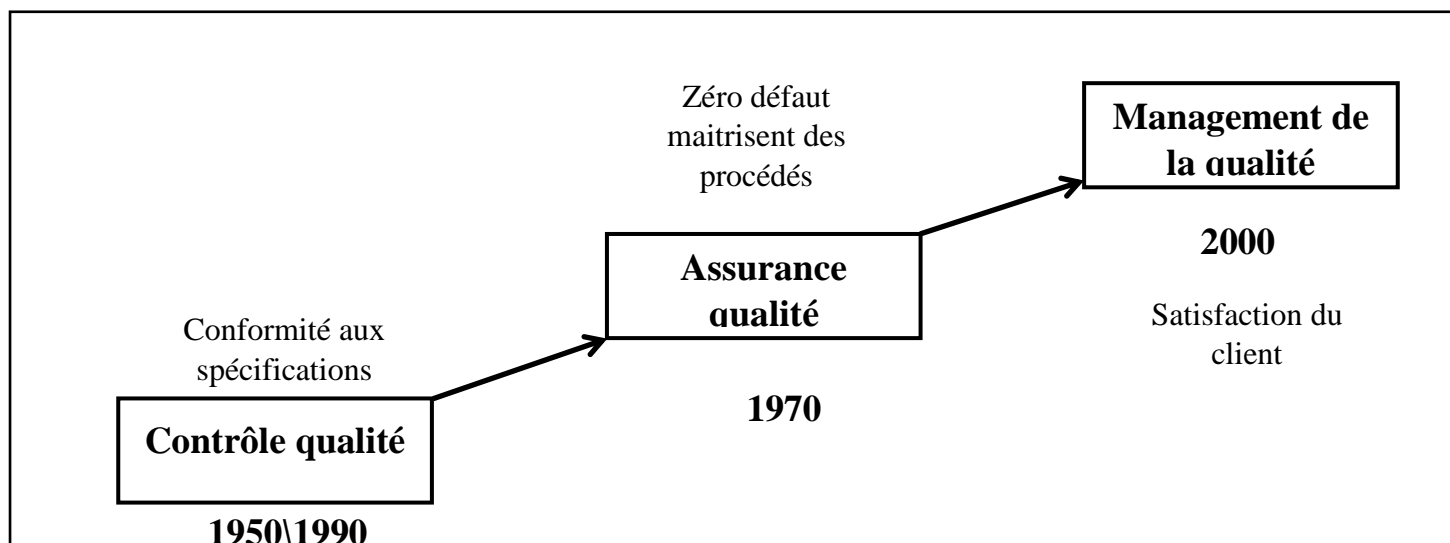 Zéro défaut
maitrisent des
procédés
Management de
la qualité
2000
Satisfaction du
client
Assurance
qualité
1970
Conformité aux
spécifications
Contrôle qualité
1950\1990